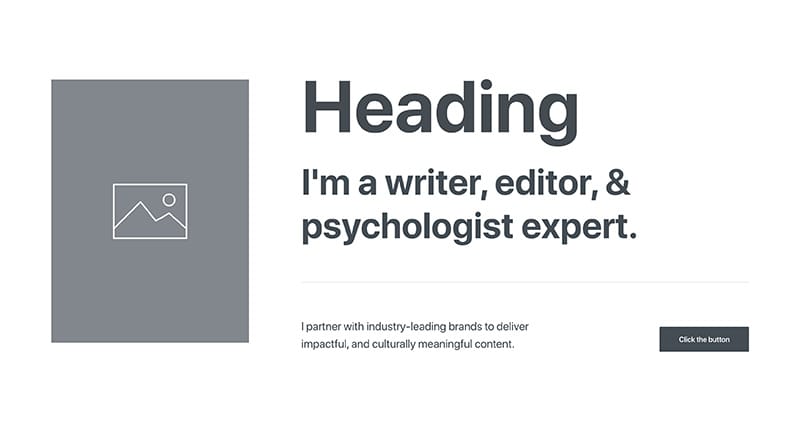 Heading
I'm a writer, editor, &
psychologist expert.
I partner with industry-leading brands to deliver
impactful, and culturally meaningful content.
Click the button